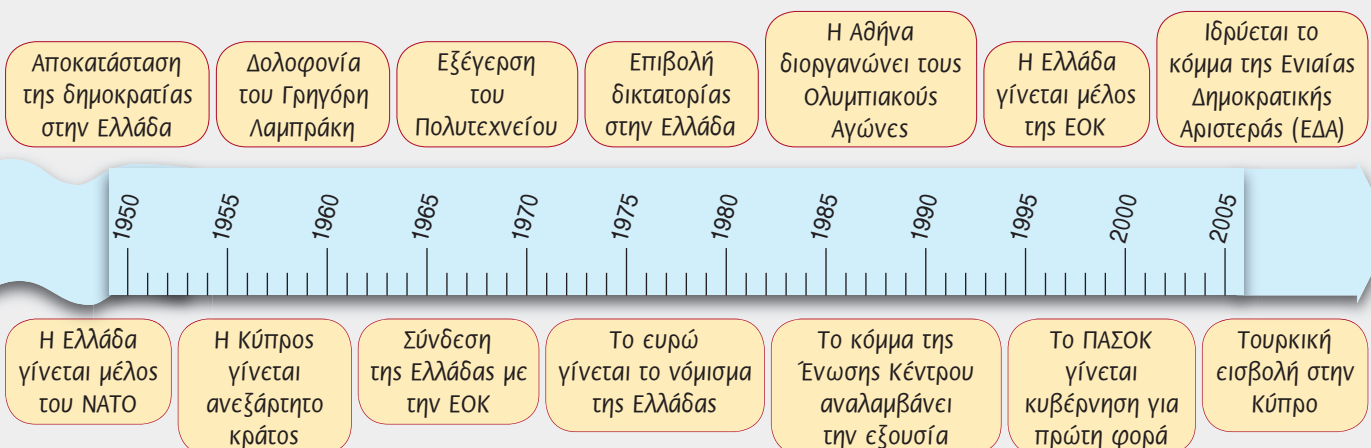 Αποκατάσταση
της δημοκρατίας
στην Ελλάδα
Δολοφονία
του Γρηγόρη
Λαμπράκη
Εξέγερση
του
Πολυτεχνείου
Επιβολή
δικτατορίας
στην Ελλάδα
Η Αθήνα
διοργανώνει τους
Ολυμπιακούς
Αγώνες
Η Ελλάδα
γίνεται μέλος
της ΕΟΚ
Ιδρύεται το
κόμμα της Ενιαίας
Δημοκρατικής
Αριστεράς (ΕΔΑ)
1950
1955
1960
1965
1970
1975
1980
1985
1990
1995
2000
2005
Η Ελλάδα
γίνεται μέλος
του ΝΑΤΟ
Η Κύπρος
γίνεται
ανεξάρτητο
κράτος
Σύνδεση
της Ελλάδας με
την ΕΟΚ
Το ευρώ
γίνεται το νόμισμα
της Ελλάδας
Το κόμμα της
Ένωσης Κέντρου
αναλαμβάνει
την εξουσία
Το ΠΑΣΟΚ
γίνεται
κυβέρνηση για
πρώτη φορά
Τουρκική
εισβολή στην
Κύπρο